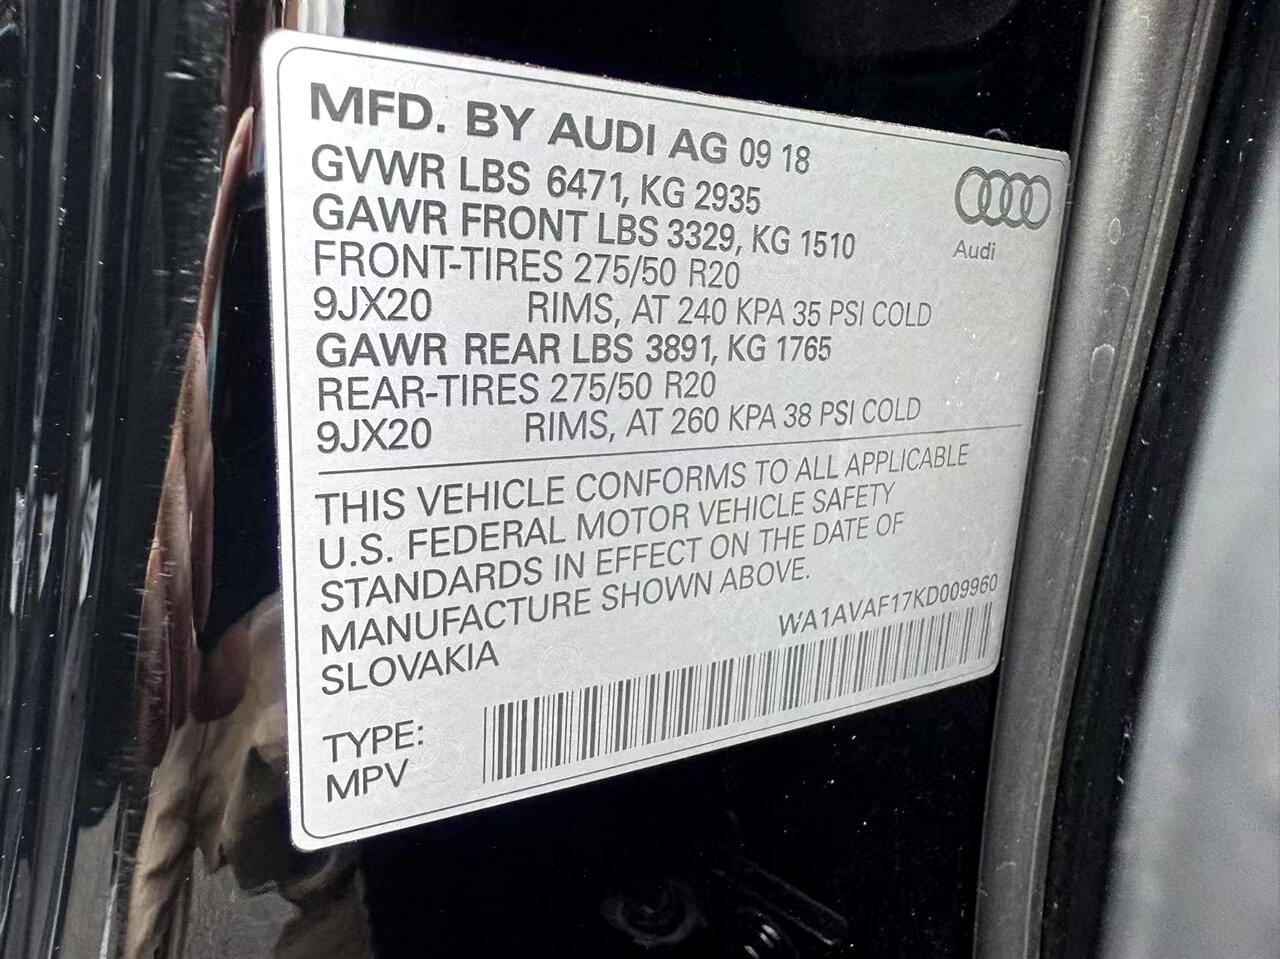 MFD. BY AUDI AG 09 18
GVWR LBS 6471, KG 2935
GAWR FRONT LBS 3329, KG 1510
FRONT-TIRES 275/50 R20
9JX20 RIMS, AT 240 KPA 35 PSI COLD
GAWR REAR LBS 3891, KG 1765
REAR-TIRES 275/50 R20
9JX20 RIMS, AT 260 KPA 38 PSI COLD
Audi
THIS VEHICLE CONFORMS TO ALL APPLICABLE
U.S. FEDERAL MOTOR VEHICLE SAFETY
STANDARDS IN EFFECT ON THE DATE OF
MANUFACTURE SHOWN ABOVE.
SLOVAKIA
WA1AVAF17KD009960
TYPE:
MPV